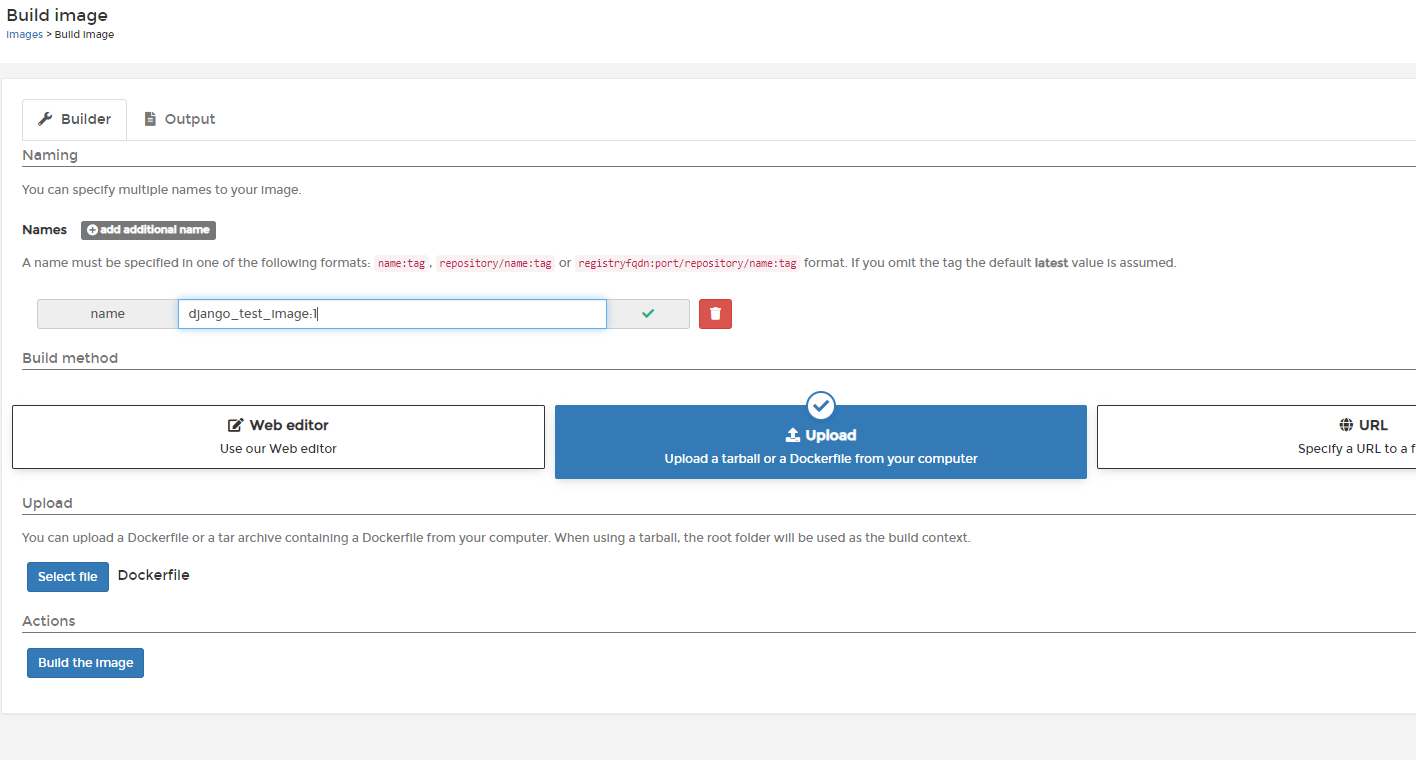 Build image
Images > Build image
Builder
Output
Naming
You can specify multiple names to your image.
Names
add additional name
A name must be specified in one of the following formats: name:tag , repository/name:tag or registryfqdn:port/repository/name:tag format. If you omit the tag the default latest value is assumed.
name
django_test_image:1
Build method
Web editor
Use our Web editor
Upload
Upload a tarball or a Dockerfile from your computer
URL
Specify a URL to a f
Upload
You can upload a Dockerfile or a tar archive containing a Dockerfile from your computer. When using a tarball, the root folder will be used as the build context.
Select file
Dockerfile
Actions
Build the image